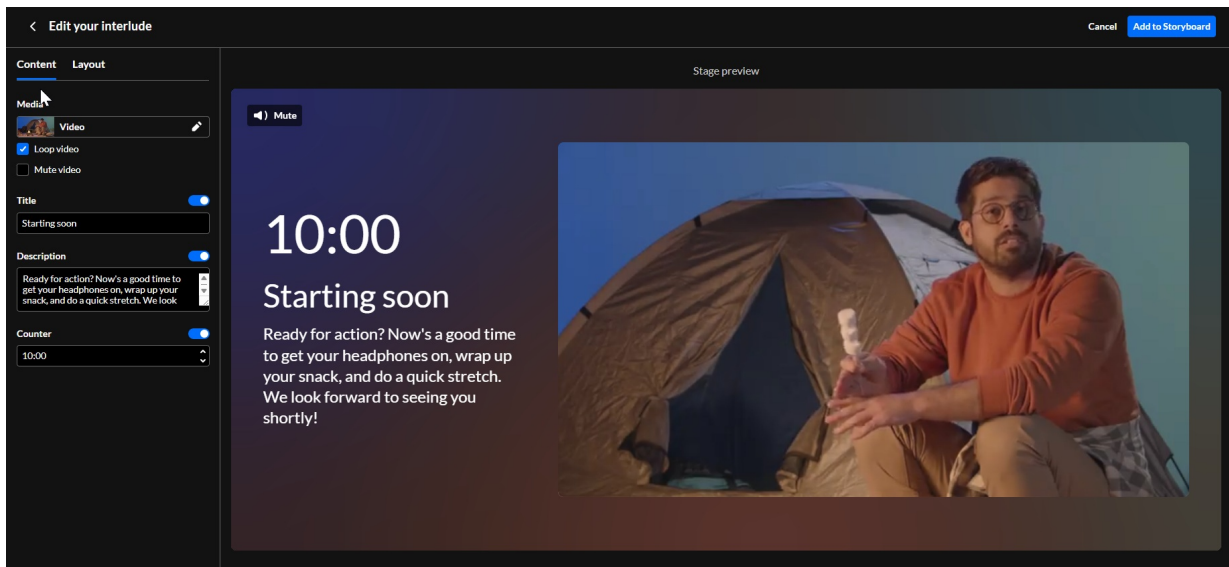 Edit your interlude
Cancel
Add to Storyboard
Content
Layout
Stage preview
Media
Video
Loop video
Mute video
Title
Starting soon
Description
Ready for action? Now's a good time to
get your headphones on, wrap up your
snack, and do a quick stretch. We look
Counter
10:00
Mute
10:00
Starting soon
Ready for action? Now's a good time
to get your headphones on, wrap up
your snack, and do a quick stretch.
We look forward to seeing you
shortly!